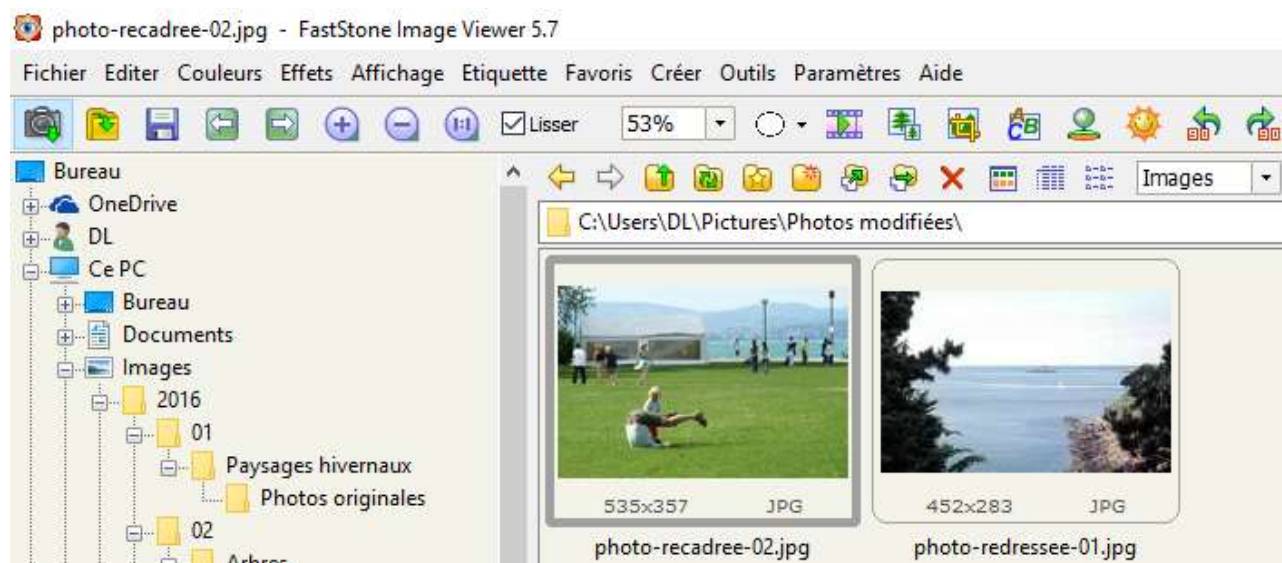 photo-recadree-02.jpg - FastStone Image Viewer 5.7
Fichier Editer Couleurs Effets Affichage Etiquette Favoris Créer Outils Paramètres Aide
Lisser 53%
Bureau
OneDrive
DL
Ce PC
Bureau
Documents
Images
2016
01
Paysages hivernaux
Photos originales
02
Arbres
Images
C:\Users\DL\Pictures\Photos modifiées\
535x357 JPG
photo-recadree-02.jpg
452x283 JPG
photo-redressee-01.jpg